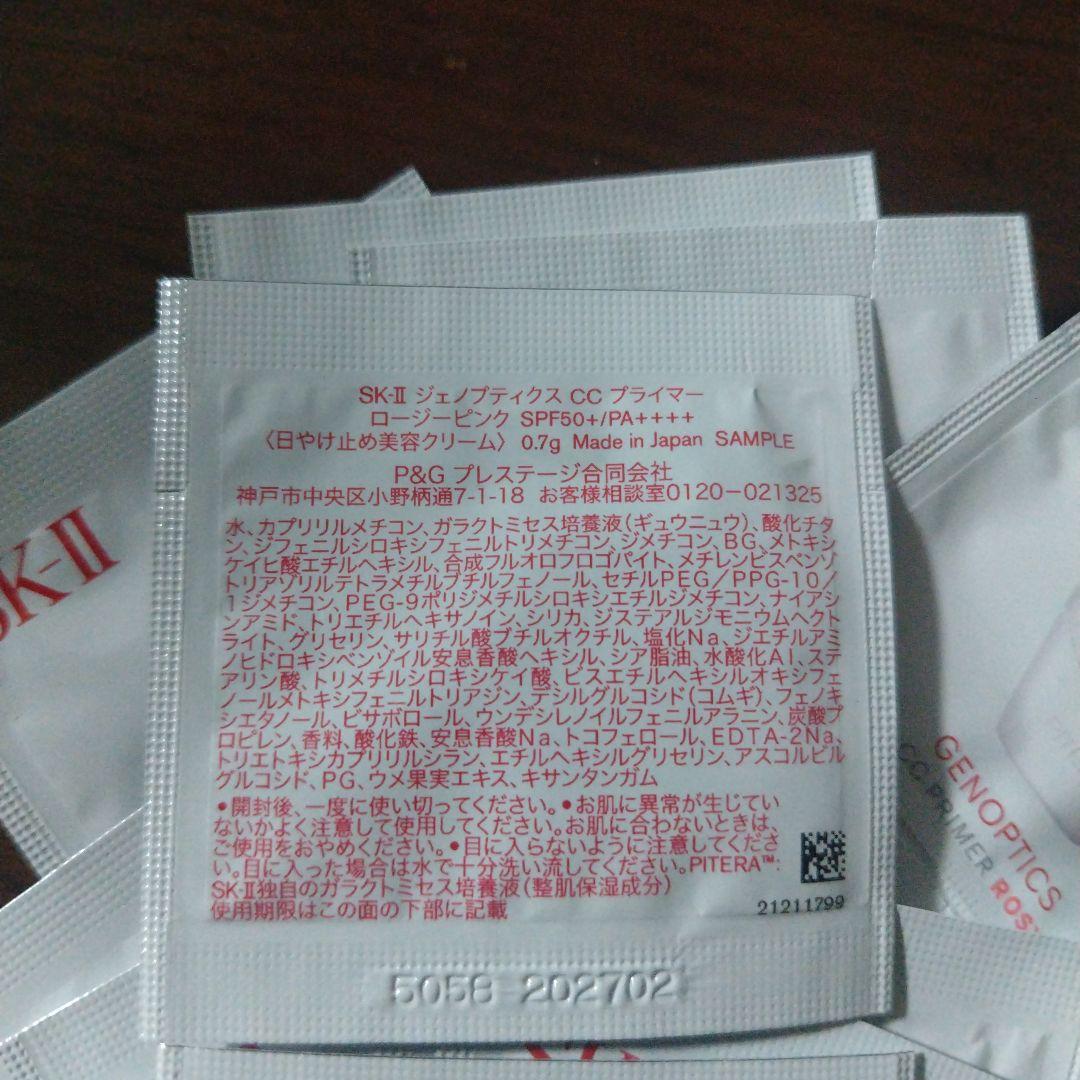 SK-Ⅱ ジェノプティクス CC プライマー
ロージーピンク SPF50+/PA++++
〈日やけ止め美容クリーム〉 0.7g Made in Japan SAMPLE
P&G プレステージ合同会社
神戸市中央区小野柄通7-1-18 お客様相談室0120-021325
水、カプリリルメチコン、ガラクトミセス培養液(ギュウニュウ)、酸化チタ
ン、ジフェニルシロキシフェニルトリメチコン、ジメチコン、BG、メトキシ
ケイヒ酸エチルヘキシル、合成フルオロフロゴパイト、メチレンビスベンゾ
トリアゾリルテトラメチルブチルフェノール、セチルPEG/PPG-10/
1ジメチコン、PEG-9ポリジメチルシロキシエチルジメチコン、ナイアシ
ンアミド、トリエチルヘキサノイン、シリカ、ジステアルジモニウムヘクト
ライト、グリセリン、サリチル酸ブチルオクチル、塩化Na、ジエチルアミ
ノヒドロキシベンゾイル安息香酸ヘキシル、シア脂油、水酸化Al、ステ
アリン酸、トリメチルシロキシケイ酸、ビスエチルヘキシルオキシフェ
ノールメトキシフェニルトリアジン、デシルグルコシド(コムギ)、フェノキ
シエタノール、ビサボロール、ウンデシレノイルフェニルアラニン、炭酸プ
ロピレン、香料、酸化鉄、安息香酸Na、トコフェロール、EDTA-2Na、
トリエトキシカプリリルシラン、エチルヘキシルグリセリン、アスコルビル
グルコシド、PG、ウメ果実エキス、キサンタンガム
•開封後、一度に使い切ってください。•お肌に異常が生じてい
ないかよく注意して使用してください。お肌に合わないときは、
ご使用をおやめください。•目に入らないように注意してくださ
い。目に入った場合は水で十分洗い流してください。PITERA™:
SK-Ⅱ独自のガラクトミセス培養液(整肌保湿成分)
使用期限はこの面の下部に記載
21211799
5058 202702
SK-Ⅱ
GENOPTICS
CC PRIMER ROS